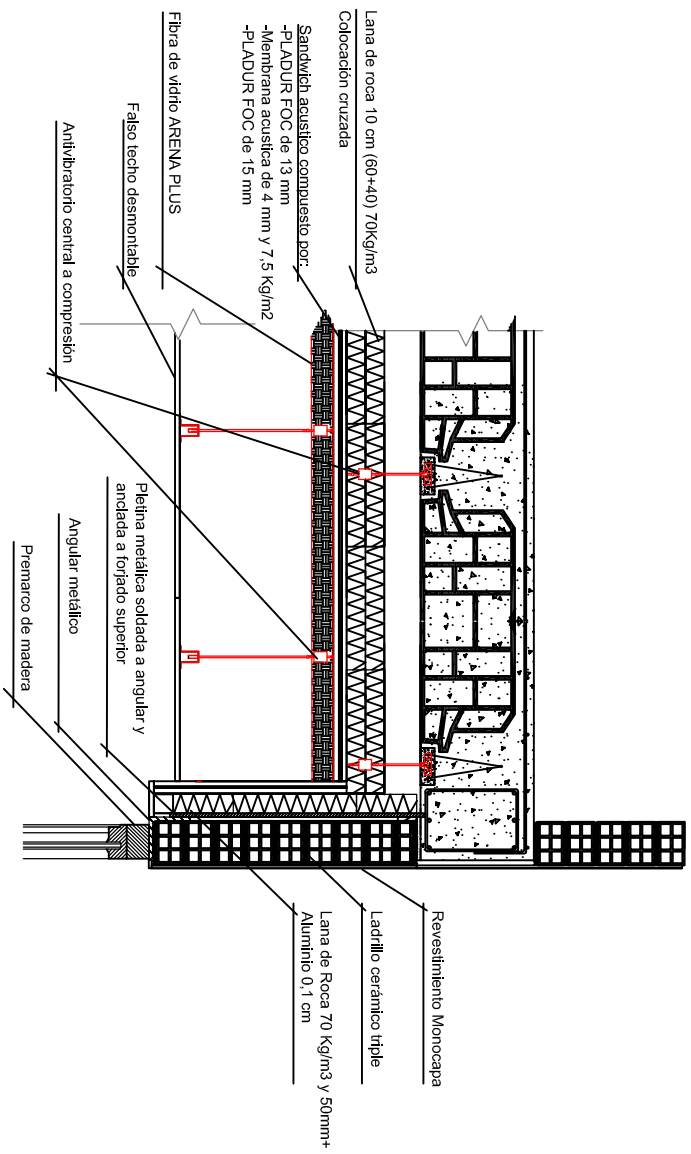 Lana de roca 10 cm (60+40) 70Kg/m3
Colocación cruzada
Sandwich acustico compuesto por:
-PLADUR FOC de 13 mm
-Membrana acustica de 4 mm y 7,5 Kg/m2
-PLADUR FOC de 15 mm
Fibra de vidrio ARENA PLUS
Falso techo desmontable
Antivibratorio central a compresión
Pletina metálica soldada a angular y
anclada a forjado superior
Angular metálico
Premarco de madera
Revestimiento Monocapa
Ladrillo cerámico triple
Lana de Roca 70 Kg/m3 y 50mm+
Aluminio 0,1 cm